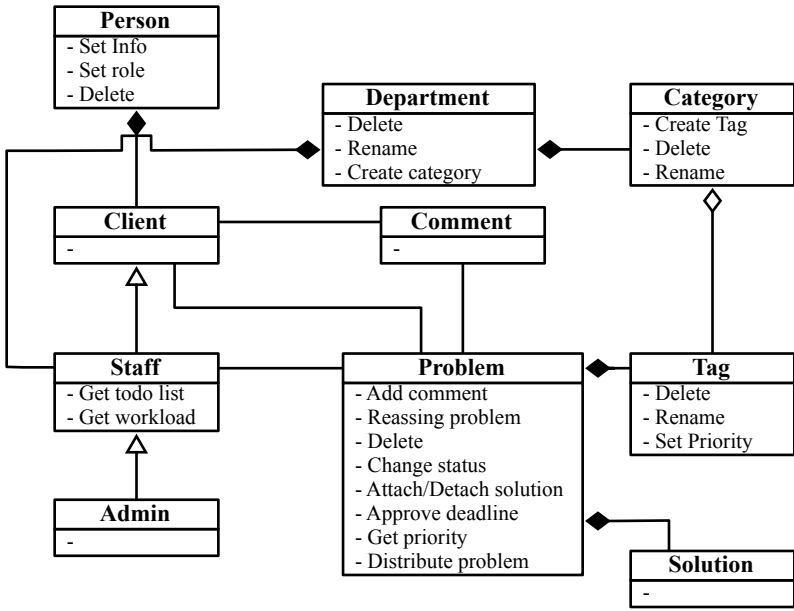 Person
- Set Info
- Set role
- Delete
Department
- Delete
- Rename
- Create category
Category
- Create Tag
- Delete
- Rename
Client
-
Comment
-
Staff
- Get todo list
- Get workload
Problem
- Add comment
- Reassing problem
- Delete
- Change status
- Attach/Detach solution
- Approve deadline
- Get priority
- Distribute problem
Tag
- Delete
- Rename
- Set Priority
Admin
-
Solution
-